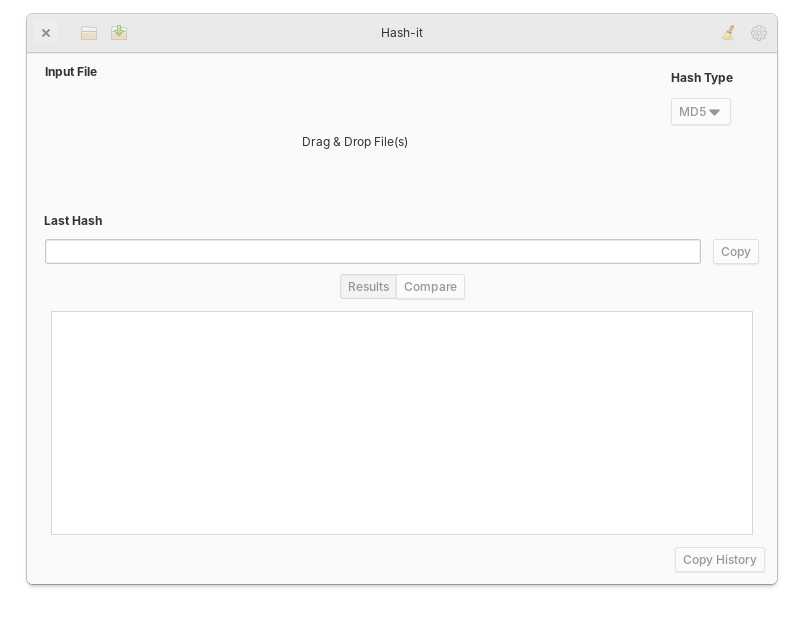 Hash-it
Input File
Hash Type
MD5
Drag & Drop File(s)
Last Hash
Copy
Results
Compare
Copy History